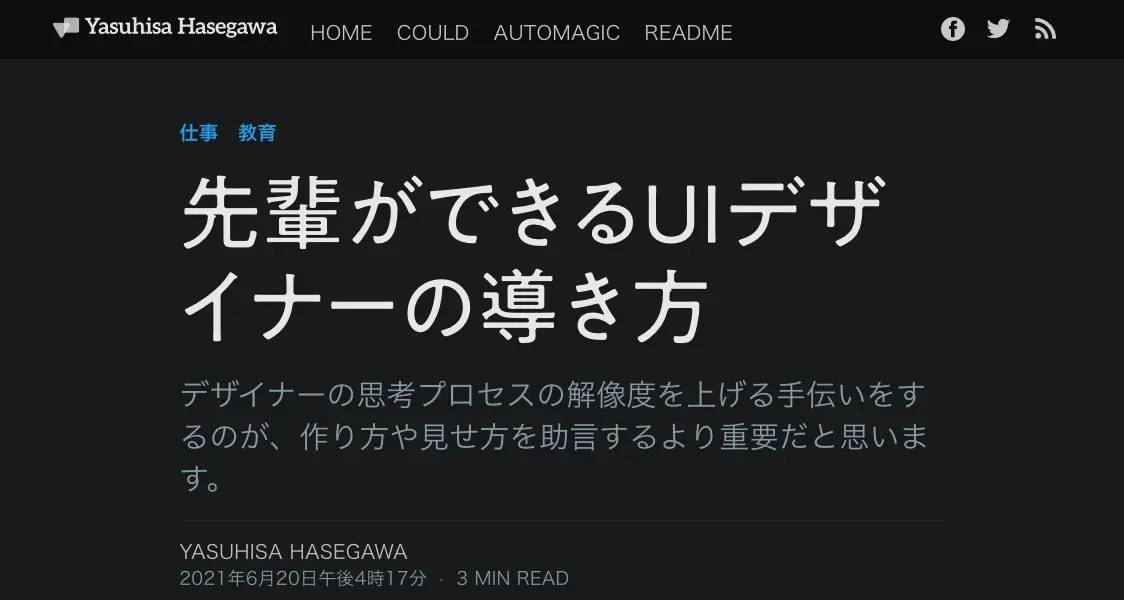 Yasuhisa Hasegawa
HOME COULD AUTOMAGIC README
仕事 教育
先輩ができるUIデザ
イナーの導き方
デザイナーの思考プロセスの解像度を上げる手伝いをす
るのが、作り方や見せ方を助言するより重要だと思いま
す。
YASUHISA HASEGAWA
2021年6月20日午後4時17分 · 3 MIN READ